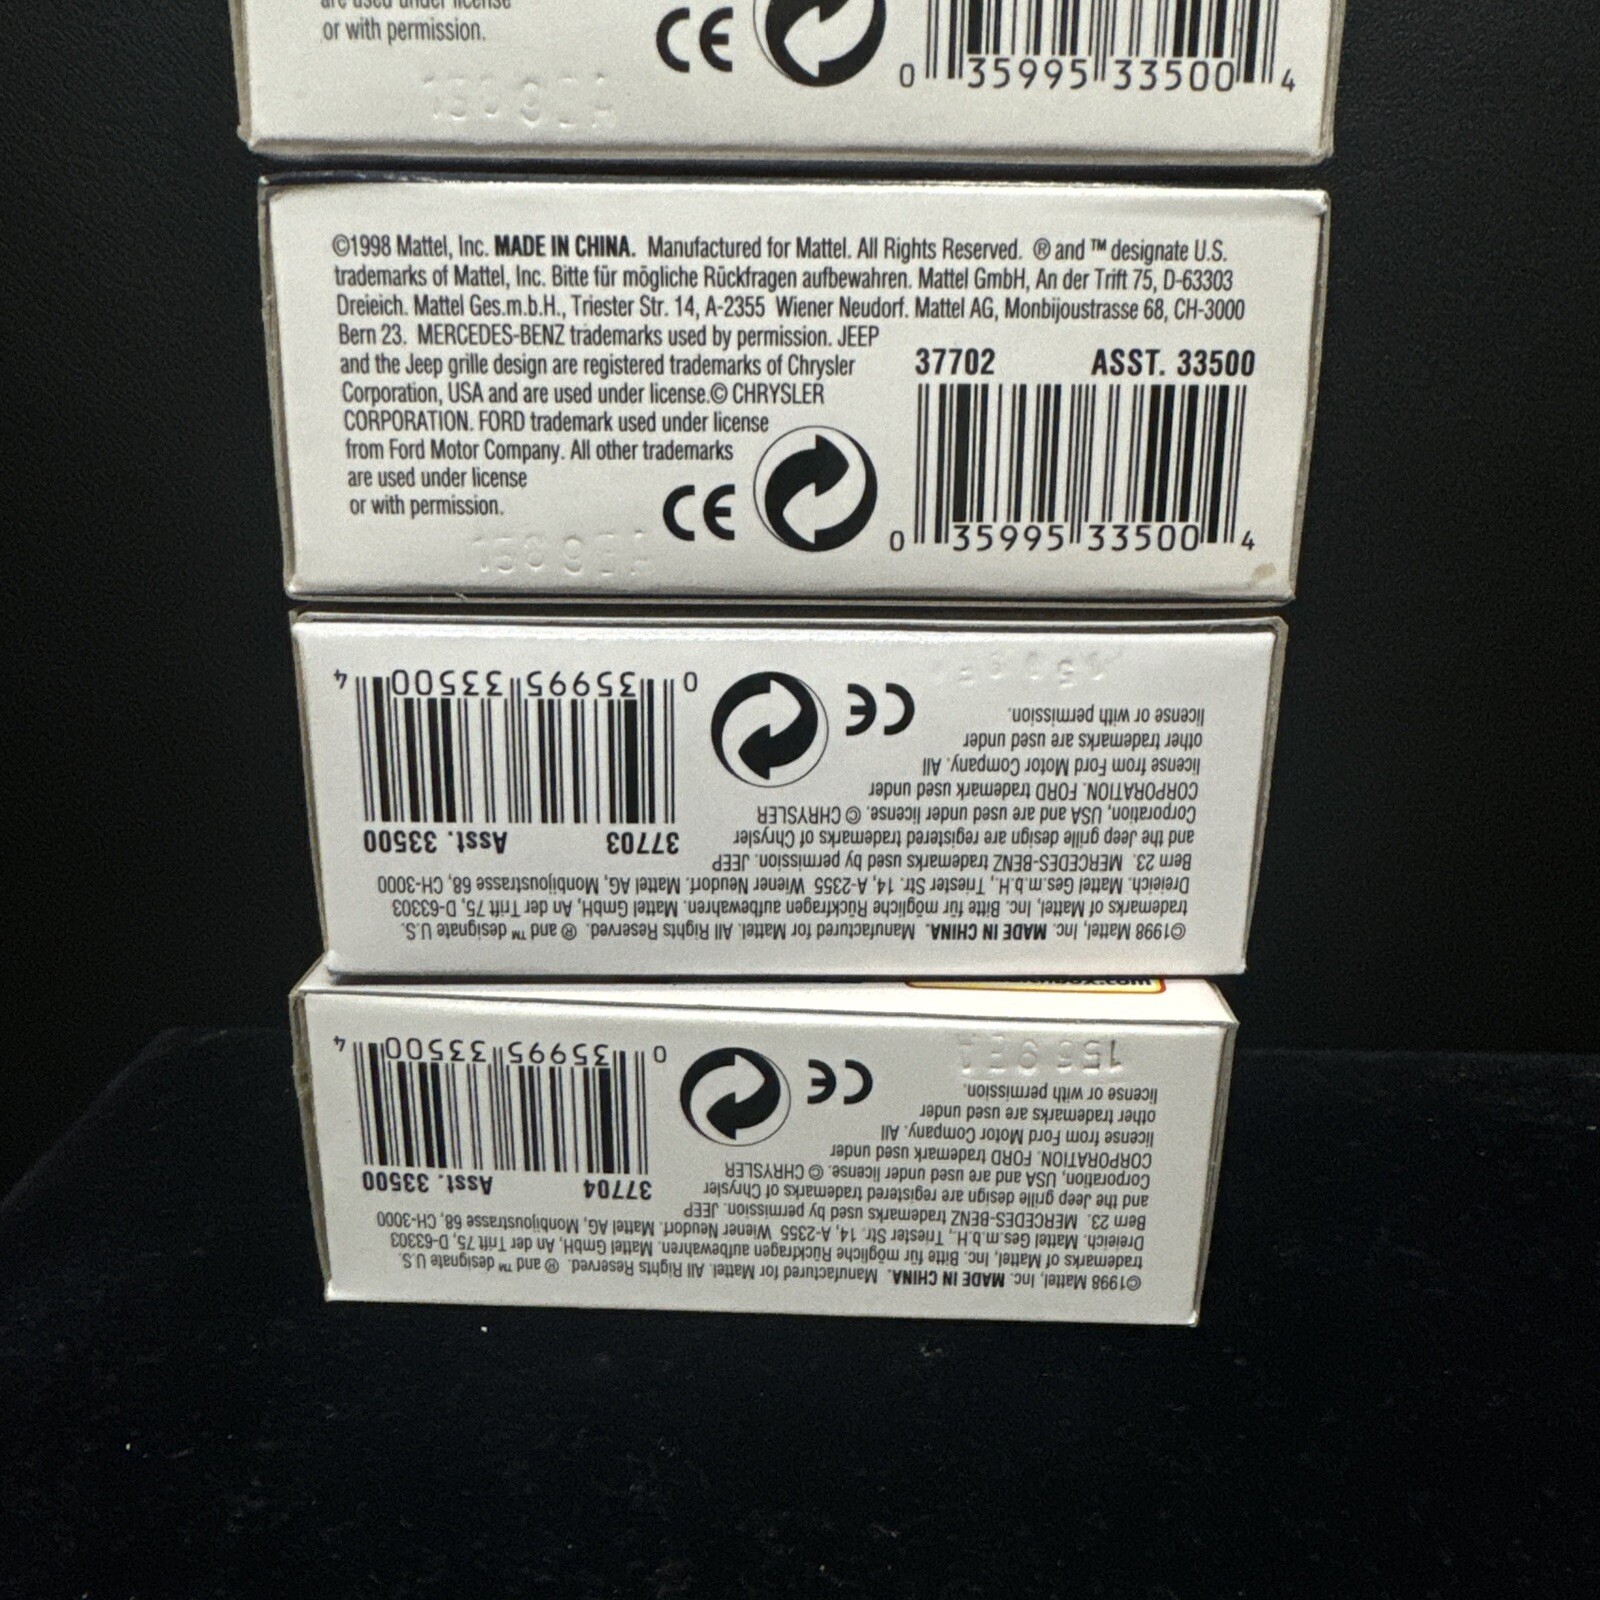 are used under license
or with permission.
CE
0 35995 33500 4
©1998 Mattel, Inc. MADE IN CHINA. Manufactured for Mattel. All Rights Reserved. ® and ™ designate U.S.
trademarks of Mattel, Inc. Bitte für mögliche Rückfragen aufbewahren. Mattel GmbH, An der Trift 75, D-63303
Dreieich. Mattel Ges.m.b.H., Triester Str. 14, A-2355 Wiener Neudorf. Mattel AG, Monbijoustrasse 68, CH-3000
Bern 23. MERCEDES-BENZ trademarks used by permission. JEEP
and the Jeep grille design are registered trademarks of Chrysler
Corporation, USA and are used under license.© CHRYSLER
CORPORATION. FORD trademark used under license
from Ford Motor Company. All other trademarks
are used under license
or with permission.
CE
37702 ASST. 33500
0 35995 33500 4
©1998 Mattel, Inc. MADE IN CHINA. Manufactured for Mattel. All Rights Reserved. ® and ™ designate U.S.
trademarks of Mattel, Inc. Bitte für mögliche Rückfragen aufbewahren. Mattel GmbH, An der Trift 75, D-63303
Dreieich. Mattel Ges.m.b.H., Triester Str. 14, A-2355 Wiener Neudorf. Mattel AG, Monbijoustrasse 68, CH-3000
Bern 23. MERCEDES-BENZ trademarks used by permission. JEEP
and the Jeep grille design are registered trademarks of Chrysler
Corporation, USA and are used under license. © CHRYSLER
CORPORATION. FORD trademark used under
license from Ford Motor Company. All
other trademarks are used under
license or with permission.
CE
37703 Asst. 33500
0 35995 33500 4
©1998 Mattel, Inc. MADE IN CHINA. Manufactured for Mattel. All Rights Reserved. ® and ™ designate U.S.
trademarks of Mattel, Inc. Bitte für mögliche Rückfragen aufbewahren. Mattel GmbH, An der Trift 75, D-63303
Dreieich. Mattel Ges.m.b.H., Triester Str. 14, A-2355 Wiener Neudorf. Mattel AG, Monbijoustrasse 68, CH-3000
Bern 23. MERCEDES-BENZ trademarks used by permission. JEEP
and the Jeep grille design are registered trademarks of Chrysler
Corporation, USA and are used under license. © CHRYSLER
CORPORATION. FORD trademark used under
license from Ford Motor Company. All
other trademarks are used under
license or with permission.
CE
37704 Asst. 33500
0 35995 33500 4